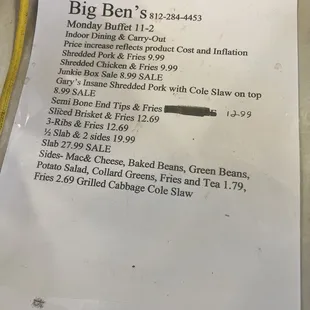 Big Ben's 812-284-4453
Monday Buffet 11-2
Indoor Dining & Carry-Out
Price increase reflects product Cost and Inflation
Shredded Pork & Fries 9.99
Shredded Chicken & Fries 9.99
Junkie Box Sale 8.99 SALE
Gary's Insane Shredded Pork with Cole Slaw on top
8.99 SALE
Semi Bone End Tips & Fries 12.99
Sliced Brisket & Fries 12.69
3-Ribs & Fries 12.69
½ Slab & 2 sides 19.99
Slab 27.99 SALE
Sides- Mac& Cheese, Baked Beans, Green Beans,
Potato Salad, Collard Greens, Fries and Tea 1.79,
Fries 2.69 Grilled Cabbage Cole Slaw